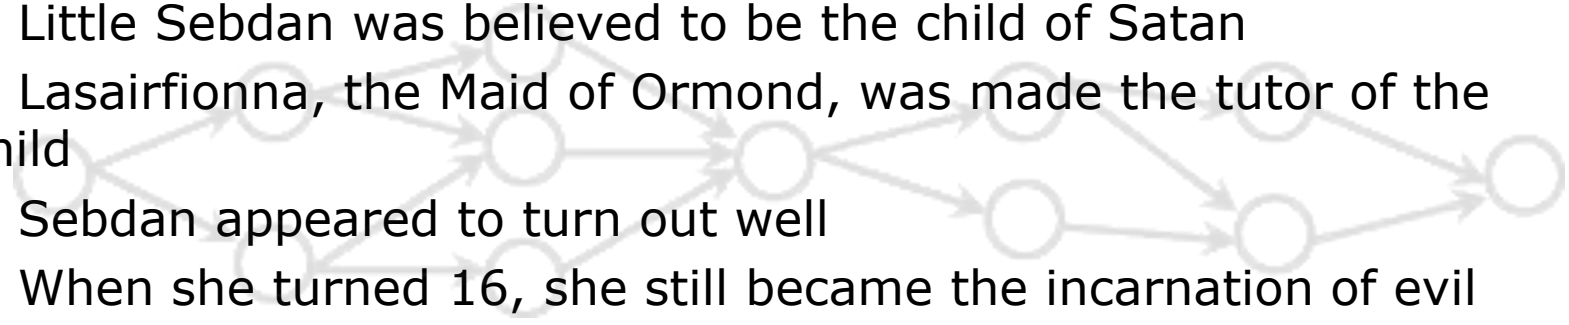 Little Sebdan was believed to be the child of Satan
Lasairfionna, the Maid of Ormond, was made the tutor of the
hild
Sebdan appeared to turn out well
When she turned 16, she still became the incarnation of evil